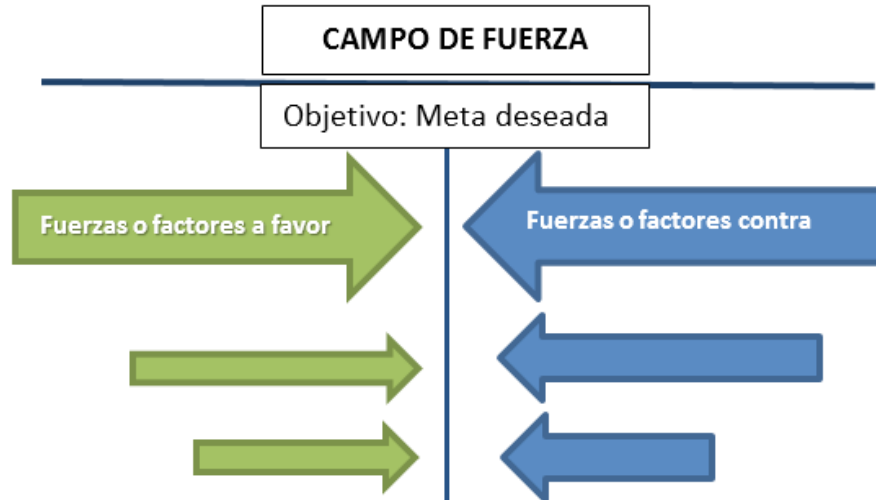 CAMPO DE FUERZA
Objetivo: Meta deseada
Fuerzas o factores a favor
Fuerzas o factores contra